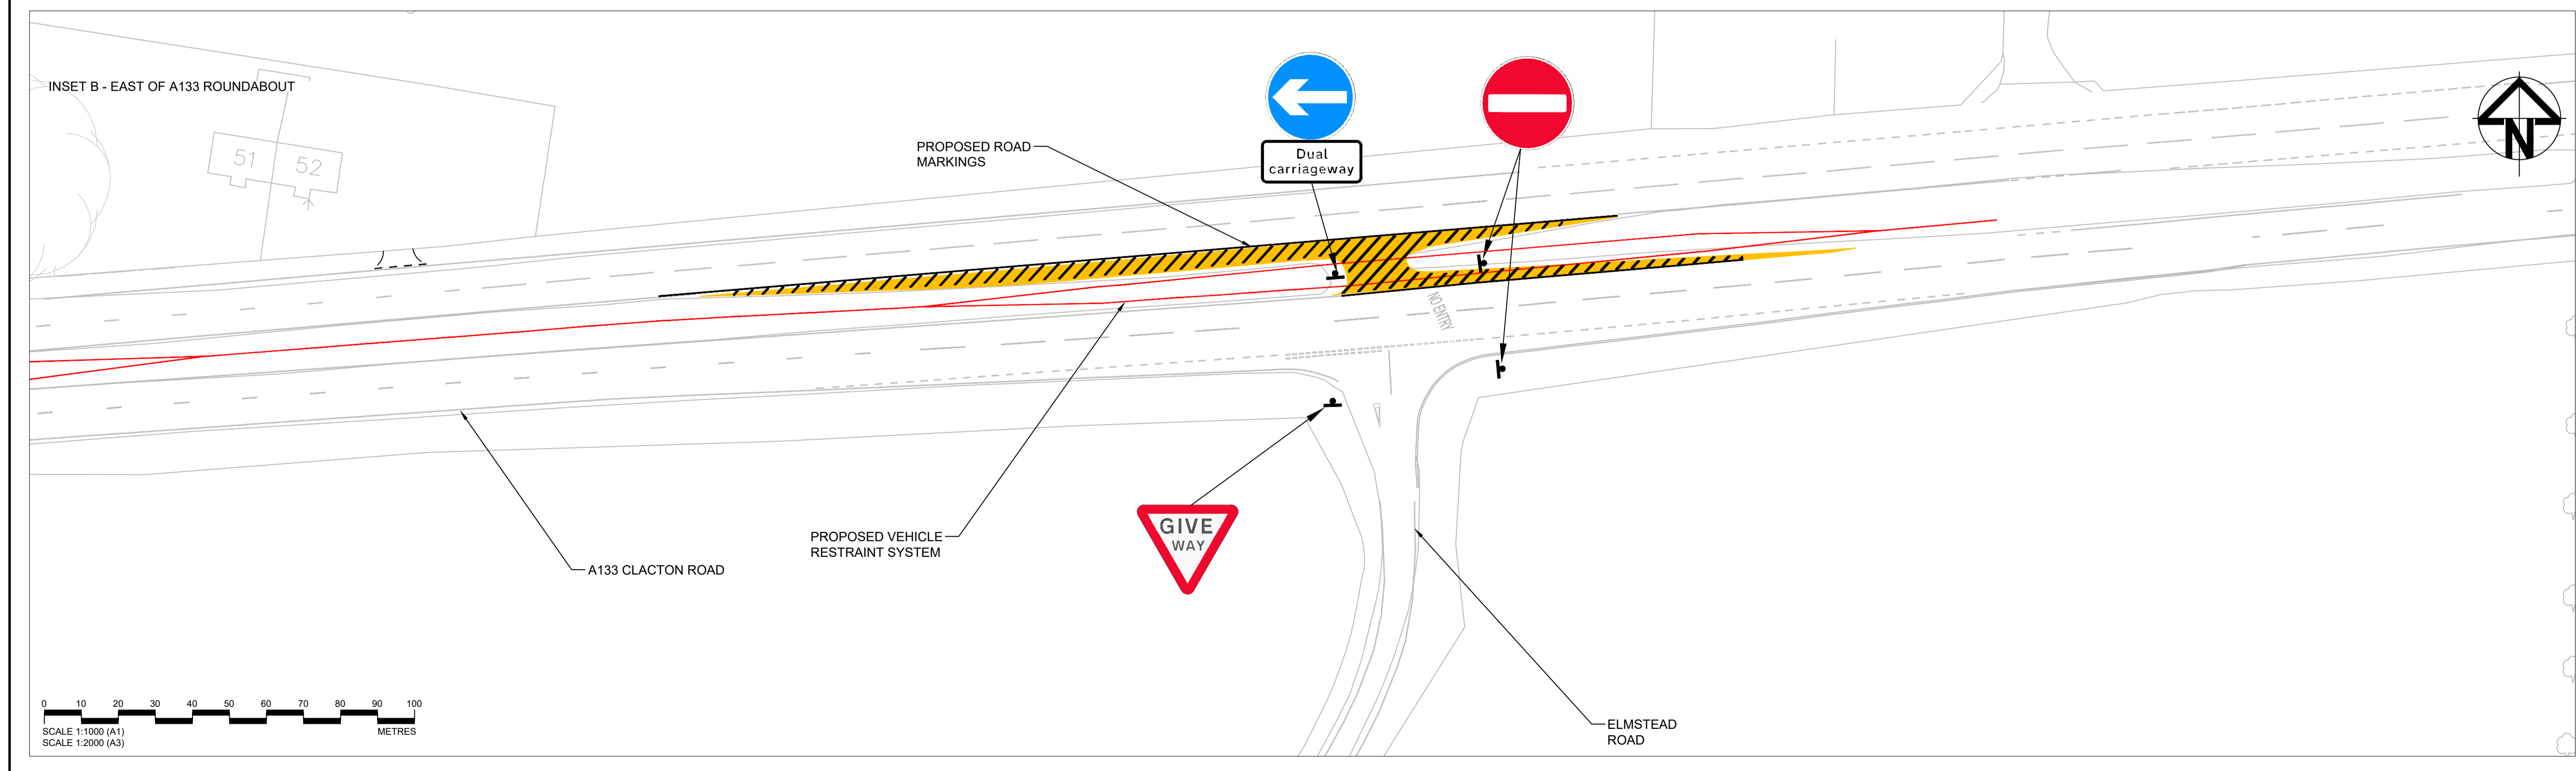 INSET B - EAST OF A133 ROUNDABOUT
51
52
PROPOSED ROAD
MARKINGS
Dual
carriageway
N
NO ENTRY
PROPOSED VEHICLE
RESTRAINT SYSTEM
GIVE
WAY
A133 CLACTON ROAD
ELMSTEAD
ROAD
0 10 20 30 40 50 60 70 80 90 100
SCALE 1:1000 (A1) METRES
SCALE 1:2000 (A3)